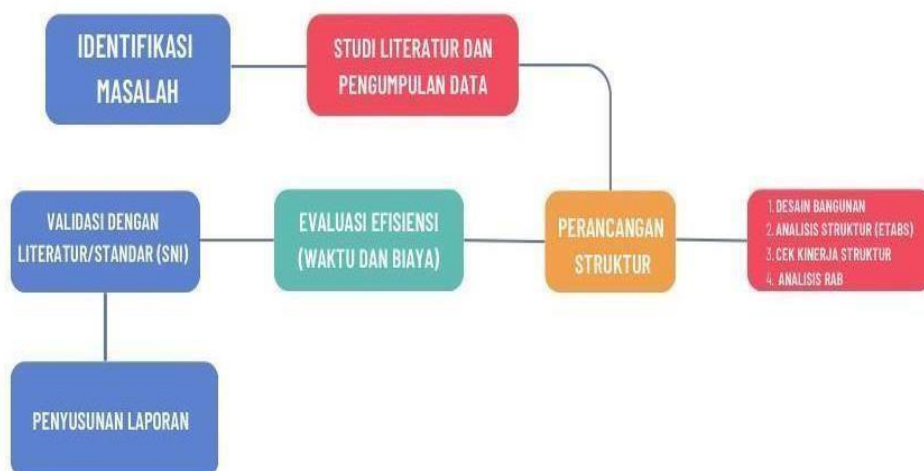 IDENTIFIKASI
MASALAH
STUDI LITERATUR DAN
PENGUMPULAN DATA
VALIDASI DENGAN
LITERATUR/STANDAR (SNI)
EVALUASI EFISIENSI
(WAKTU DAN BIAYA)
PERANCANGAN
STRUKTUR
1. DESAIN BANGUNAN
2. ANALISIS STRUKTUR (ETABS)
3. CEK KINERJA STRUKTUR
4. ANALISIS RAB
PENYUSUNAN LAPORAN